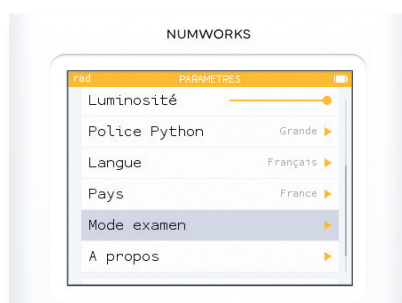 NUMWORKS
rad PARAMETRES
Luminosité
Police Python Grande
Langue Français
Pays France
Mode examen
A propos